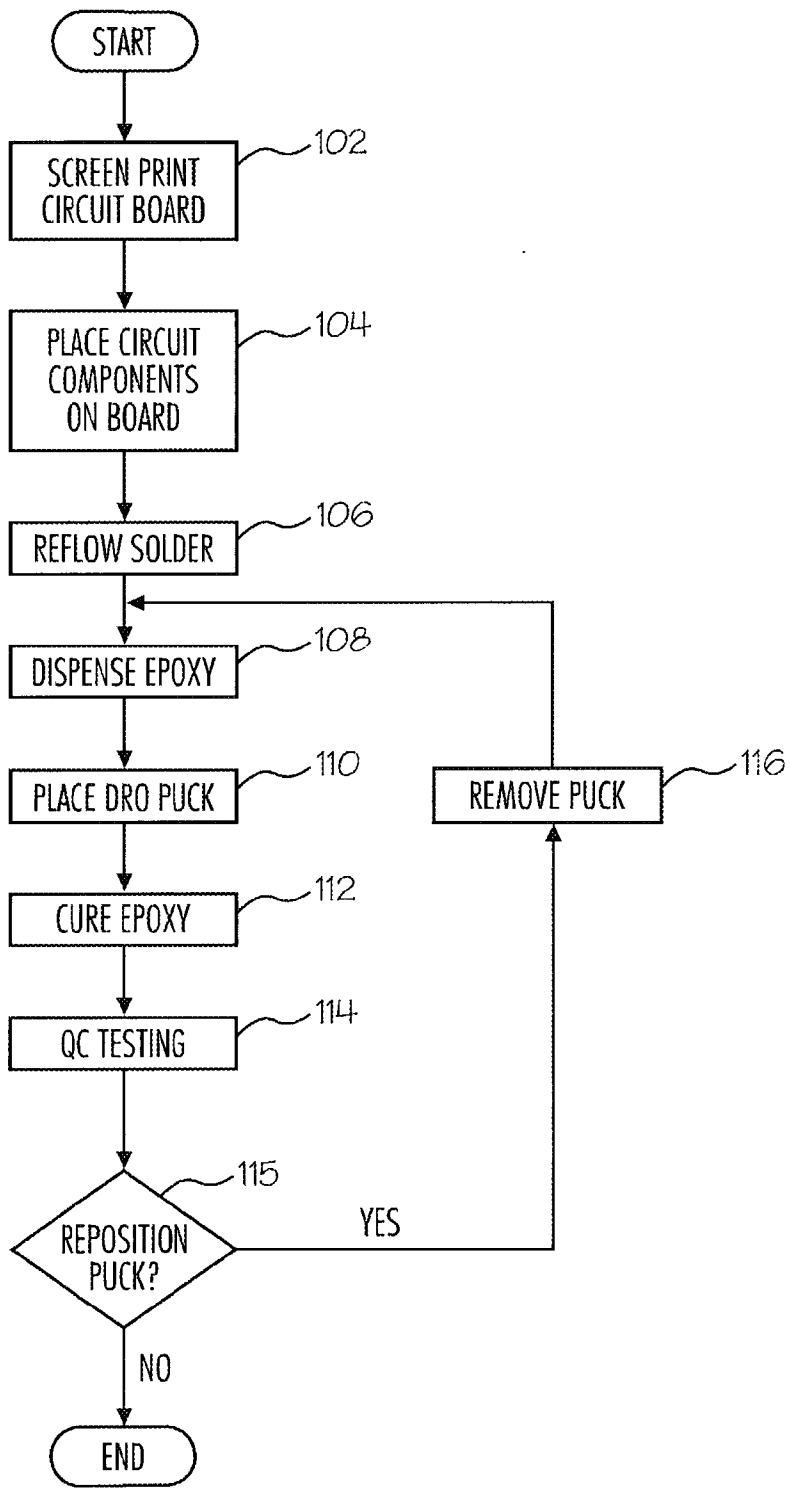 START
102
SCREEN PRINT
CIRCUIT BOARD
104
PLACE CIRCUIT
COMPONENTS
ON BOARD
106
REFLOW SOLDER
108
DISPENSE EPOXY
110
PLACE DRO PUCK
116
REMOVE PUCK
112
CURE EPOXY
114
QC TESTING
115
REPOSITION
PUCK?
YES
NO
END